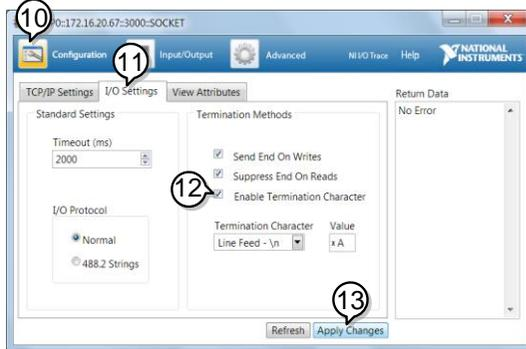 10
0::172.16.20.67::3000::SOCKET
Configuration
11
Input/Output
Advanced
NI I/O Trace
Help
NATIONAL INSTRUMENTS
TCP/IP Settings
I/O Settings
View Attributes
Return Data
No Error
Standard Settings
Timeout (ms)
2000
I/O Protocol
Normal
488.2 Strings
Termination Methods
Send End On Writes
Suppress End On Reads
12
Enable Termination Character
Termination Character
Value
Line Feed - \n
x A
13
Refresh
Apply Changes